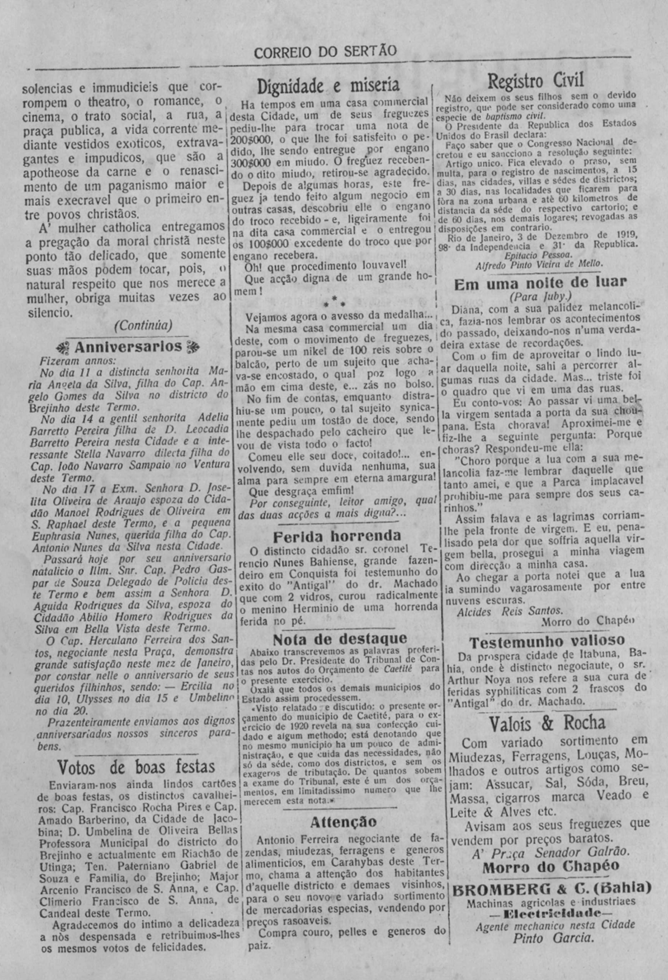 CORREIO DO SERTÃO
solencias e immudicieis que cor-
rompem o theatro, o romance, o
cinema, o trato social, a rua, a
praça publica, a vida corrente me-
diante vestidos exoticos, extrava-
gantes e impudicos, que são a
apotheose da carne e o renasci-
mento de um paganismo maior e
mais execravel que o primeiro en-
tre povos christãos.
A' mulher catholica entregamos
a pregação da moral christã neste
ponto tão delicado, que somente
suas mãos pódem tocar, pois, o
natural respeito que nos merece a
mulher, obriga muitas vezes ao
silencio.
(Continúa)
Anniversarios
Fizeram annos:
No dia 11 a distincta senhorita Ma-
ria Angela da Silva, filha do Cap. An-
gelo Gomes da Silva no districto do
Brejinho deste Termo.
No dia 14 a gentil senhorita Adelia
Barretto Pereira filha de D. Leocadia
Barretto Pereira nesta Cidade e a inte-
ressante Stella Navarro dilecta filha do
Cap. João Navarro Sampaio no Ventura
deste Termo.
No dia 17 a Exm. Senhora D. Jose-
lita Oliveira de Araujo espoza do Cida-
dão Manoel Rodrigues de Oliveira em
S. Raphael deste Termo, e a pequena
Euphrasia Nunes, querida filha do Cap.
Antonio Nunes da Silva nesta Cidade.
Passará hoje por seu anniversario
natalicio o Illm. Snr. Cap. Pedro Gas-
par de Souza Delegado de Policia des-
te Termo e bem assim a Senhora D.
Aguida Rodrigues da Silva, espoza do
Cidadão Abilio Homero Rodrigues da
Silva em Bella Vista deste Termo.
O Cap. Herculano Ferreira dos San-
tos, negociante nesta Praça, demonstra
grande satisfação neste mez de Janeiro,
por constar nelle o anniversario de seus
queridos filhinhos, sendo: — Ercilia no
dia 10, Ulysses no dia 15 e Umbelino
no dia 20.
Prazenteiramente enviamos aos dignos
anniversariados nossos sinceros para-
bens.
Votos de boas festas
Enviaram-nos ainda lindos cartões
de boas festas, os distinctos cavalhei-
ros: Cap. Francisco Rocha Pires e Cap.
Amado Barberino, da Cidade de Jaco-
bina; D. Umbelina de Oliveira Bellas
Professora Municipal do districto do
Brejinho e actualmente em Riachão de
Utinga; Ten. Paterniano Gabriel de
Souza e Familia, do Brejinho; Major
Arcenio Francisco de S. Anna, e Cap.
Climerio Francisco de S. Anna, de
Candeal deste Termo.
Agradecemos do intimo a delicadeza
a nós despensada e retribuimos-lhes
os mesmos votos de felicidades.
Dignidade e miseria
Ha tempos em uma casa commercial
desta Cidade, um de seus freguezes
pediu-lhe para trocar uma nota de
200$000, o que lhe foi satisfeito o pe-
dido, lhe sendo entregue por engano
300$000 em miudo. O freguez receben-
do o dito miudo, retirou-se agradecido.
Depois de algumas horas, este fre-
guez ja tendo feito algum negocio em
outras casas, descobriu elle o engano
do troco recebido - e, ligeiramente foi
na dita casa commercial e o entregou
os 100$000 excedente do troco que por
engano recebera.
Oh! que procedimento louvavel!
Que acção digna de um grande ho-
mem!
* * *
Vejamos agora o avesso da medalha...
Na mesma casa commercial um dia
deste, com o movimento de freguezes,
parou-se um nikel de 100 reis sobre o
balcão, perto de um sujeito que acha-
va-se encostado, o qual poz logo a
mão em cima deste, e... zás no bolso.
No fim de contas, emquanto distra-
hiu-se um pouco, o tal sujeito synica-
mente pediu um tostão de doce, sendo
lhe despachado pelo cacheiro que le-
vou de vista todo o facto!
Comeu elle seu doce, coitado!... en-
volvendo, sem duvida nenhuma, sua
alma para sempre em eterna amargura!
Que desgraça emfim!
Por conseguinte, leitor amigo, qual
das duas acções a mais digna?...
Ferida horrenda
O distincto cidadão sr. coronel Te-
rencio Nunes Bahiense, grande fazen-
deiro em Conquista foi testemunho do
exito do "Antigal" do dr. Machado
que com 2 vidros, curou radicalmente
o menino Herminio de uma horrenda
ferida no pé.
Nota de destaque
Abaixo transcrevemos as palavras proferi-
das pelo Dr. Presidente do Tribunal de Con-
tas nos autos do Orçamento de Caetité para
o presente exercicio.
Oxalá que todos os demais municipios do
Estado assim procedessem.
«Visto relatado e discutido: o presente or-
çamento do municipio de Caetité, para o ex-
ercicio de 1920 revela na sua confecção cui-
dado e algum methodo; está denotando que
no mesmo municipio ha um pouco de admi-
nistração, e que cuida das necessidades, não
só da séde, como dos districtos, e sem os
exageros de tributação. De quantos sobem
a exame do Tribunal, este é um dos orça-
mentos, em limitadissimo numero que lhe
merecem esta nota.»
Attenção
Antonio Ferreira negociante de fa-
zendas, miudezas, ferragens e generos
alimenticios, em Carahybas deste Ter-
mo, chama a attenção dos habitantes
d'aquelle districto e demaes visinhos,
para o seu novo e variado sortimento
de mercadorias especias, vendendo por
preços rasoaveis.
Compra couro, pelles e generos do
paiz.
Registro Civil
Não deixem os seus filhos sem o devido
registro, que póde ser considerado como uma
especie de baptismo civil.
O Presidente da Republica dos Estados
Unidos do Brasil declara:
Faço saber que o Congresso Nacional de-
cretou e eu sancciono a resolução seguinte:
Artigo unico. Fica elevado o praso, sem
multa, para o registro de nascimentos, a 15
dias, nas cidades, villas e sédes de districtos;
a 30 dias, nas localidades que ficarem para
fóra na zona urbana e até 60 kilometros de
distancia da séde do respectivo cartorio; e
de 60 dias, nos demais logares; revogadas as
disposições em contrario.
Rio de Janeiro, 3 de Dezembro de 1919,
98º da Independencia e 31º da Republica.
Epitacio Pessoa.
Alfredo Pinto Vieira de Mello.
Em uma noite de luar
(Para Juby.)
Diana, com a sua palidez melancoli-
ca, fazia-nos lembrar os acontecimentos
do passado, deixando-nos n'uma verda-
deira extase de recordações.
Com o fim de aproveitar o lindo lu-
ar daquella noite, sahi a percorrer al-
gumas ruas da cidade. Mas... triste foi
o quadro que vi em uma das ruas.
Eu conto-vos: Ao passar vi uma bel-
la virgem sentada a porta da sua chou-
pana. Esta chorava! Aproximei-me e
fiz-lhe a seguinte pergunta: Porque
choras? Respondeu-me ella:
"Choro porque a lua com a sua me-
lancolia faz-me lembrar daquelle que
tanto amei, e que a Parca implacavel
prohibiu-me para sempre dos seus ca-
rinhos."
Assim falava e as lagrimas corriam-
lhe pela fronte de virgem. E eu, pena-
lisado pela dor que soffria aquella vir-
gem bella, prosegui a minha viagem
com direcção a minha casa.
Ao chegar a porta notei que a lua
ia sumindo vagarosamente por entre
nuvens escuras.
Alcides Reis Santos.
Morro do Chapéo
Testemunho valioso
Da prospera cidade de Itabuna, Ba-
hia, onde è distincto negociante, o sr.
Arthur Noya nos refere a sua cura de
feridas syphiliticas com 2 frascos do
"Antigal" do dr. Machado.
Valois & Rocha
Com variado sortimento em
Miudezas, Ferragens, Louças, Mo-
lhados e outros artigos como se-
jam: Assucar, Sal, Sóda, Breu,
Massa, cigarros marca Veado e
Leite & Alves etc.
Avisam aos seus freguezes que
vendem por preços baratos.
A' Praça Senador Galrão.
Morro do Chapéo
BROMBERG & C. (Bahia)
Machinas agricolas e industriaes
— Electricidade —
Agente mechanico nesta Cidade
Pinto Garcia.